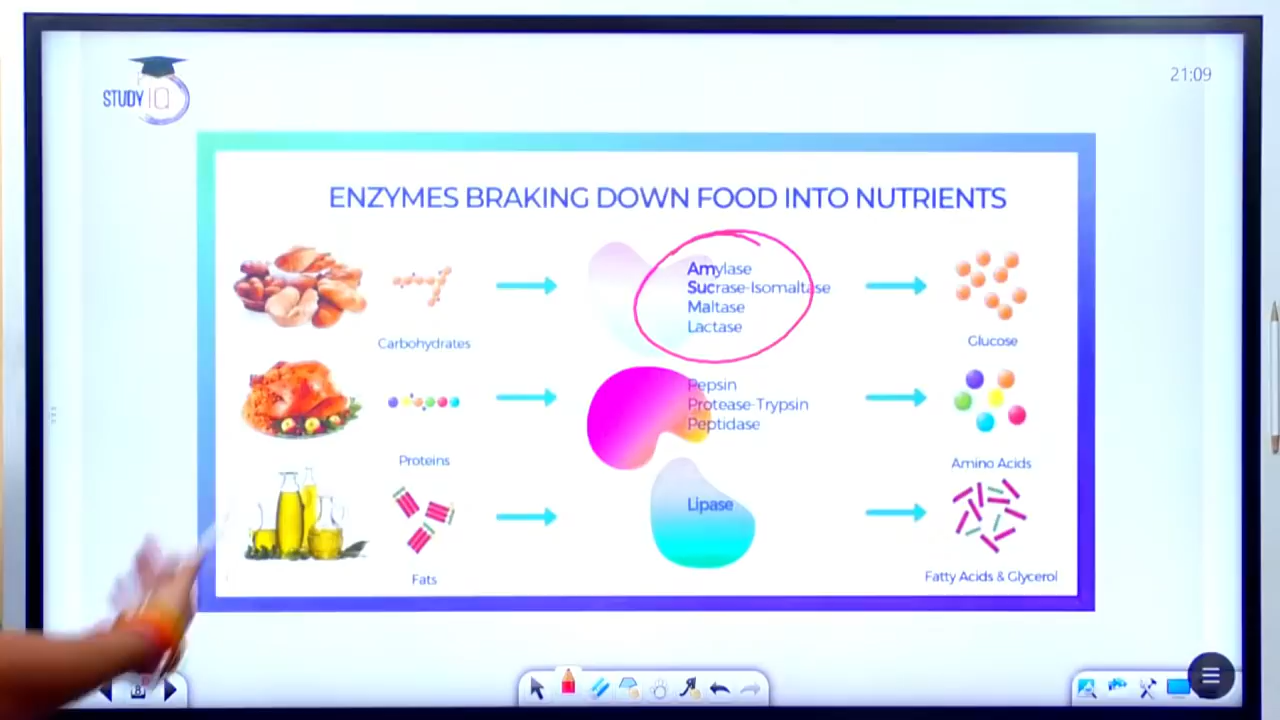 STUDY IQ
21:09
ENZYMES BRAKING DOWN FOOD INTO NUTRIENTS
Amylase
Sucrase-Isomaltase
Maltase
Lactase
Carbohydrates
Glucose
Pepsin
Protease-Trypsin
Peptidase
Proteins
Amino Acids
Lipase
Fats
Fatty Acids & Glycerol
8